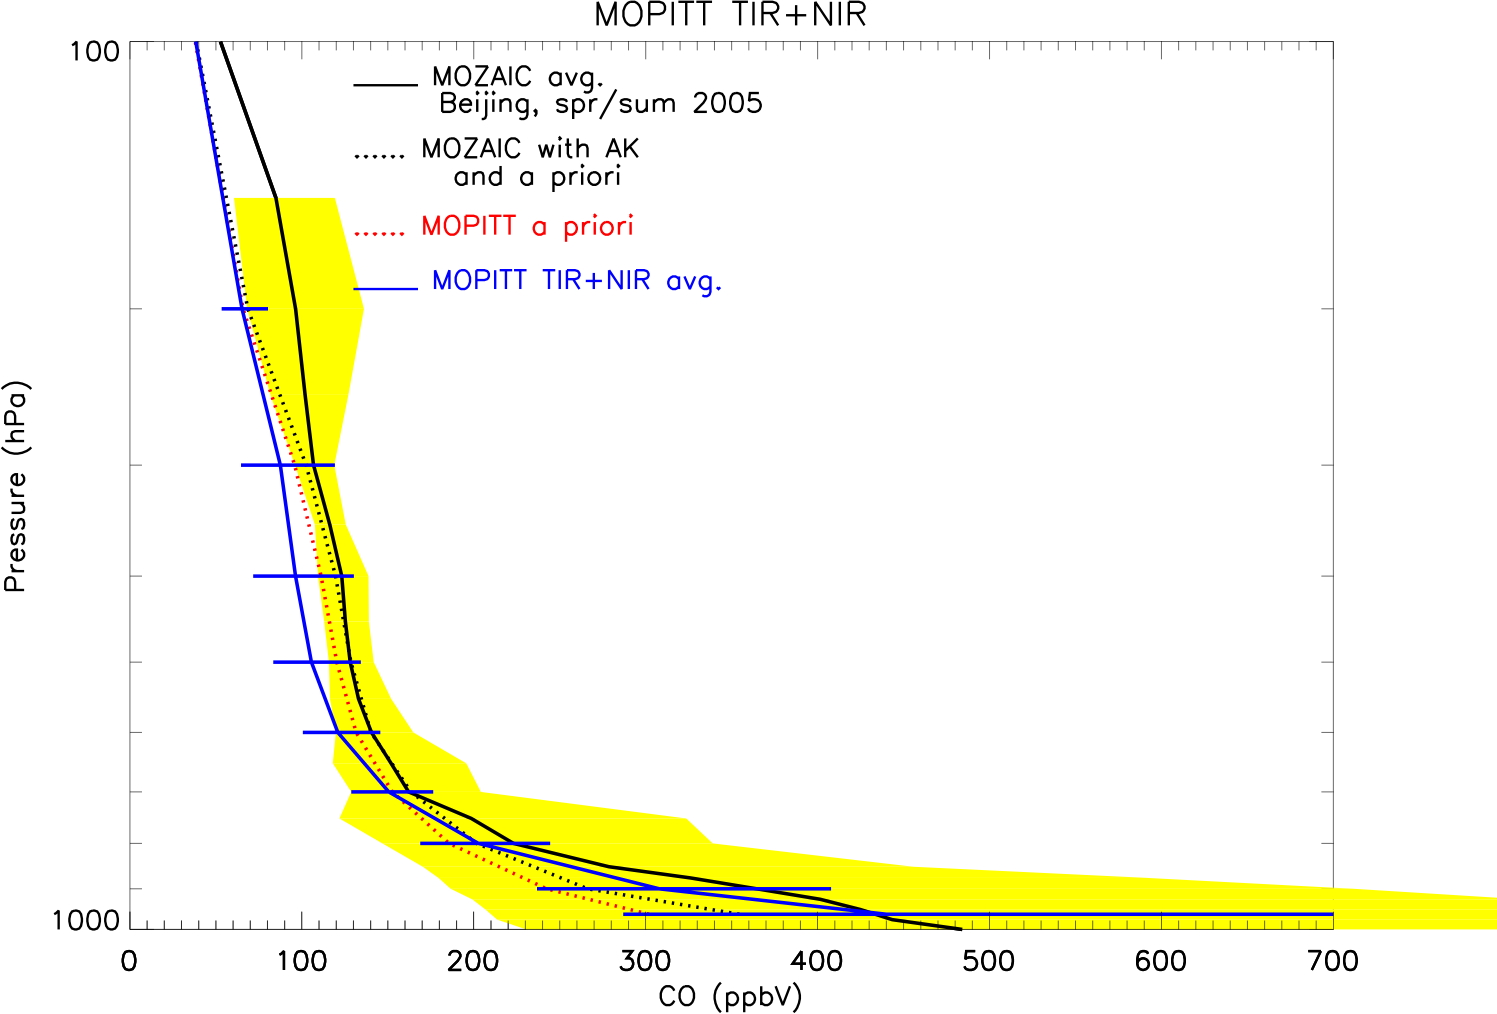 MOPITT TIR+NIR
100
MOZAIC avg.
Beijing, spr/sum 2005
MOZAIC with AK
and a priori
MOPITT a priori
MOPITT TIR+NIR avg.
Pressure (hPa)
1000
0 100 200 300 400 500 600 700
CO (ppbV)